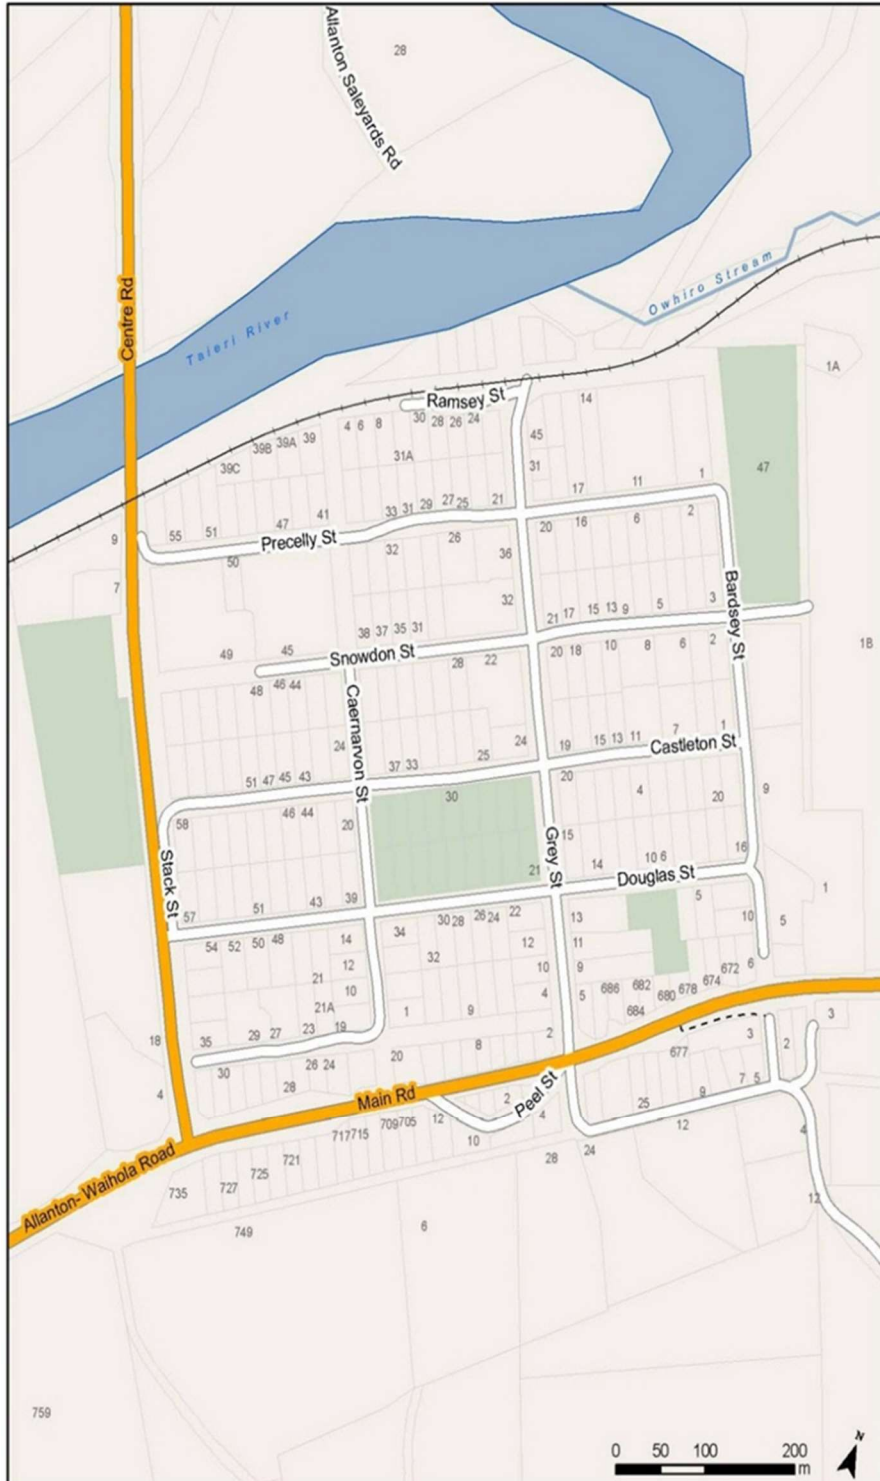 Allanton Saleyards Rd
28
Centre Rd
Taieri River
Owhiro Stream
1A
Ramsey St
14
4 6 8
30 28 26 24
39C 39B 39A 39
31A
45
31
47
55 51 47 41
33 31 29 27 25 21
17 11 1
Precelly St
9
50
32 26
20 16 6 2
7
36
32
Bardsey St
49 45
38 37 35 31
21 17 15 13 9 5 3
Snowdon St
1B
48 46 44
28 22
20 18 10 8 6 2
Caernarvon St
24
24
51 47 45 43
37 33 25
19 15 13 11 7 1
Castleton St
58
46 44
20
30
20 4 20
9
Stack St
Grey St
15
16
57 51 43 39
21
14 10 6
Douglas St
5
1
54 52 50 48
14
34
30 28 26 24 22
13
10 5
12
32
12
11
21
10
10
9
6
21A
4
5
686 682 678 674 672
684 680
1 9
18
35 29 27 23 19
2
3 2 3
30 26 24
20 8
677
28
4
Main Rd
Peel St
2
4
7 5
25 9
12
717 715 709 705 12
10
12
4
24
28
735 727 725 721
Allanton- Waihola Road
749
6
12
759
0 50 100 200
m
N